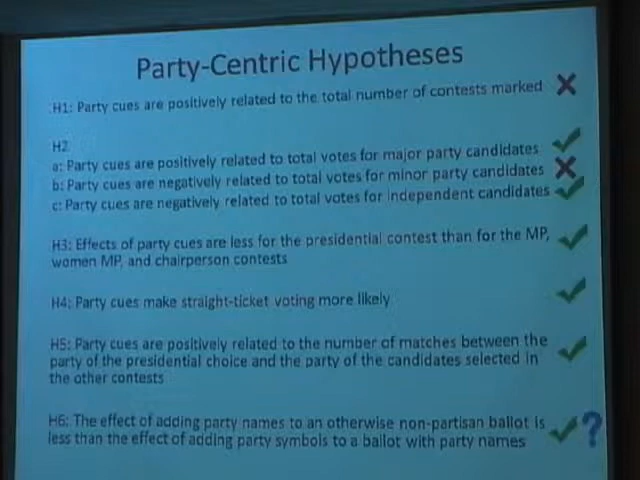 Party-Centric Hypotheses
H1: Party cues are positively related to the total number of contests marked
H2
a: Party cues are positively related to total votes for major party candidates
b: Party cues are negatively related to total votes for minor party candidates
c: Party cues are negatively related to total votes for independent candidates
H3: Effects of party cues are less for the presidential contest than for the MP,
women MP, and chairperson contests
H4: Party cues make straight-ticket voting more likely
H5: Party cues are positively related to the number of matches between the
party of the presidential choice and the party of the candidates selected in
the other contests
H6: The effect of adding party names to an otherwise non-partisan ballot is
less than the effect of adding party symbols to a ballot with party names
?